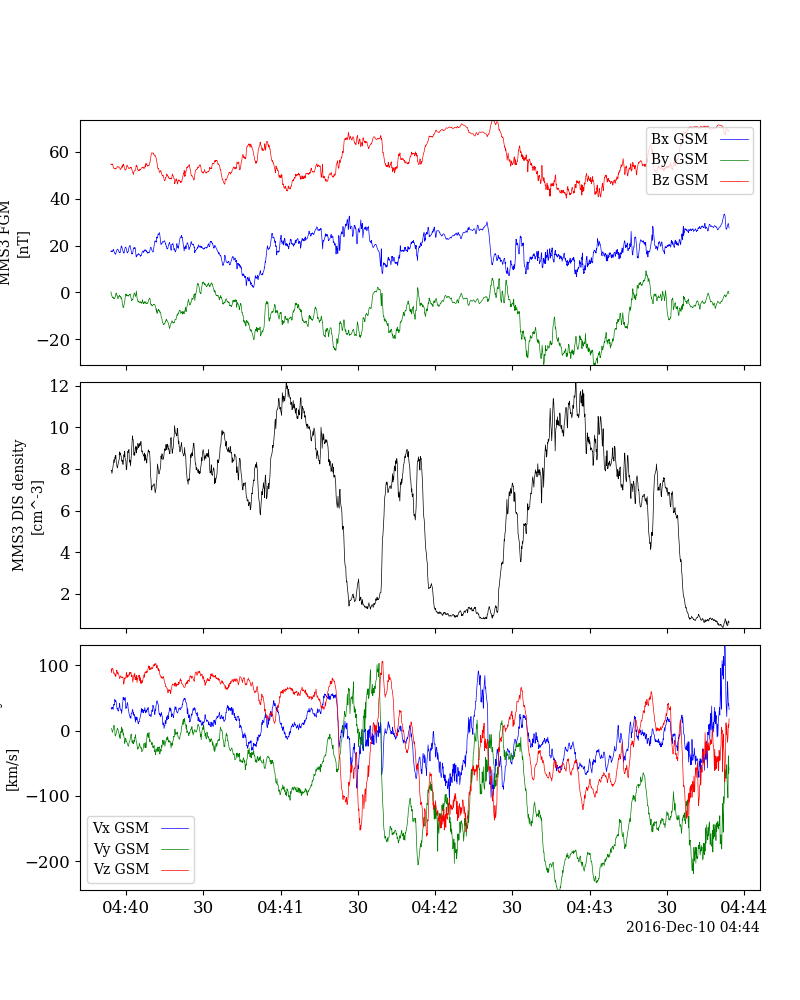 60
40
20
0
−20
MMS3 FGM
[nT]
Bx GSM
By GSM
Bz GSM
12
10
8
6
4
2
MMS3 DIS density
[cm^-3]
100
0
−100
−200
[km/s]
Vx GSM
Vy GSM
Vz GSM
04:40 30 04:41 30 04:42 30 04:43 30 04:44
2016-Dec-10 04:44